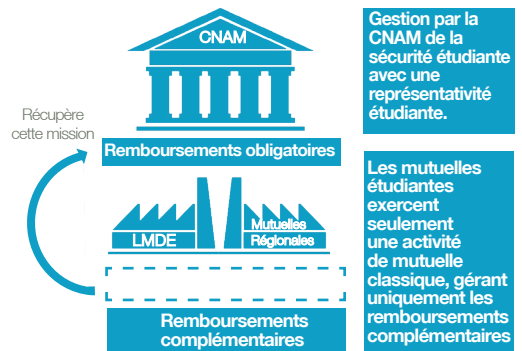 CNAM
Gestion par la
CNAM de la
sécurité étudiante
avec une
représentativité
étudiante.
Récupère
cette mission
Remboursements obligatoires
LMDE
Mutuelles
Régionales
Remboursements
complémentaires
Les mutuelles
étudiantes
exercent
seulement
une activité
de mutuelle
classique, gérant
uniquement les
remboursements
complémentaires